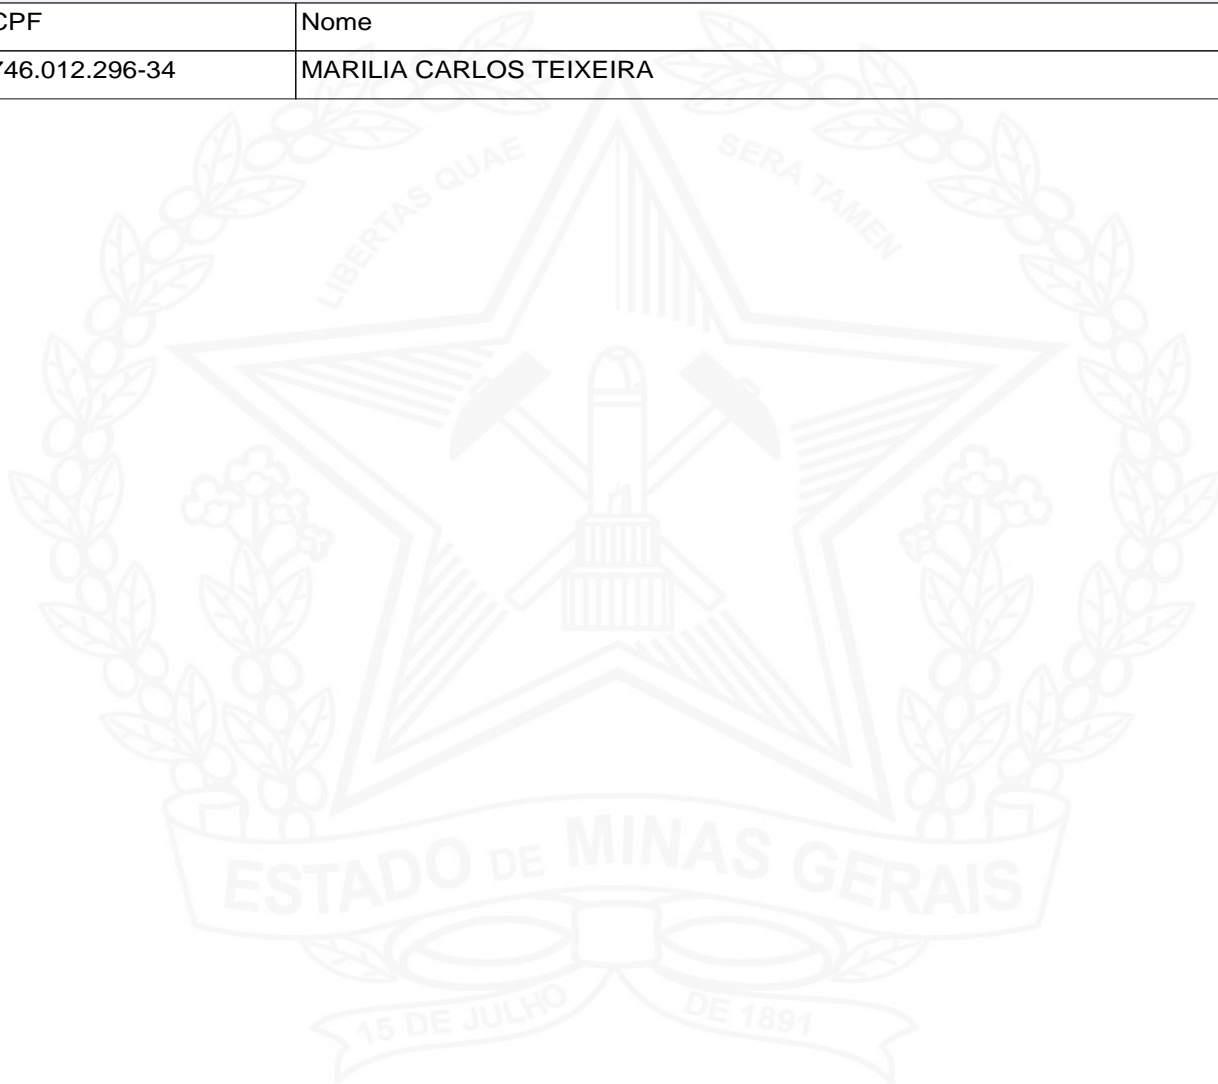 CPF Nome
746.012.296-34 MARILIA CARLOS TEIXEIRA
LIBERTAS QUAE SERA TAMEN
ESTADO DE MINAS GERAIS
15 DE JULHO DE 1891